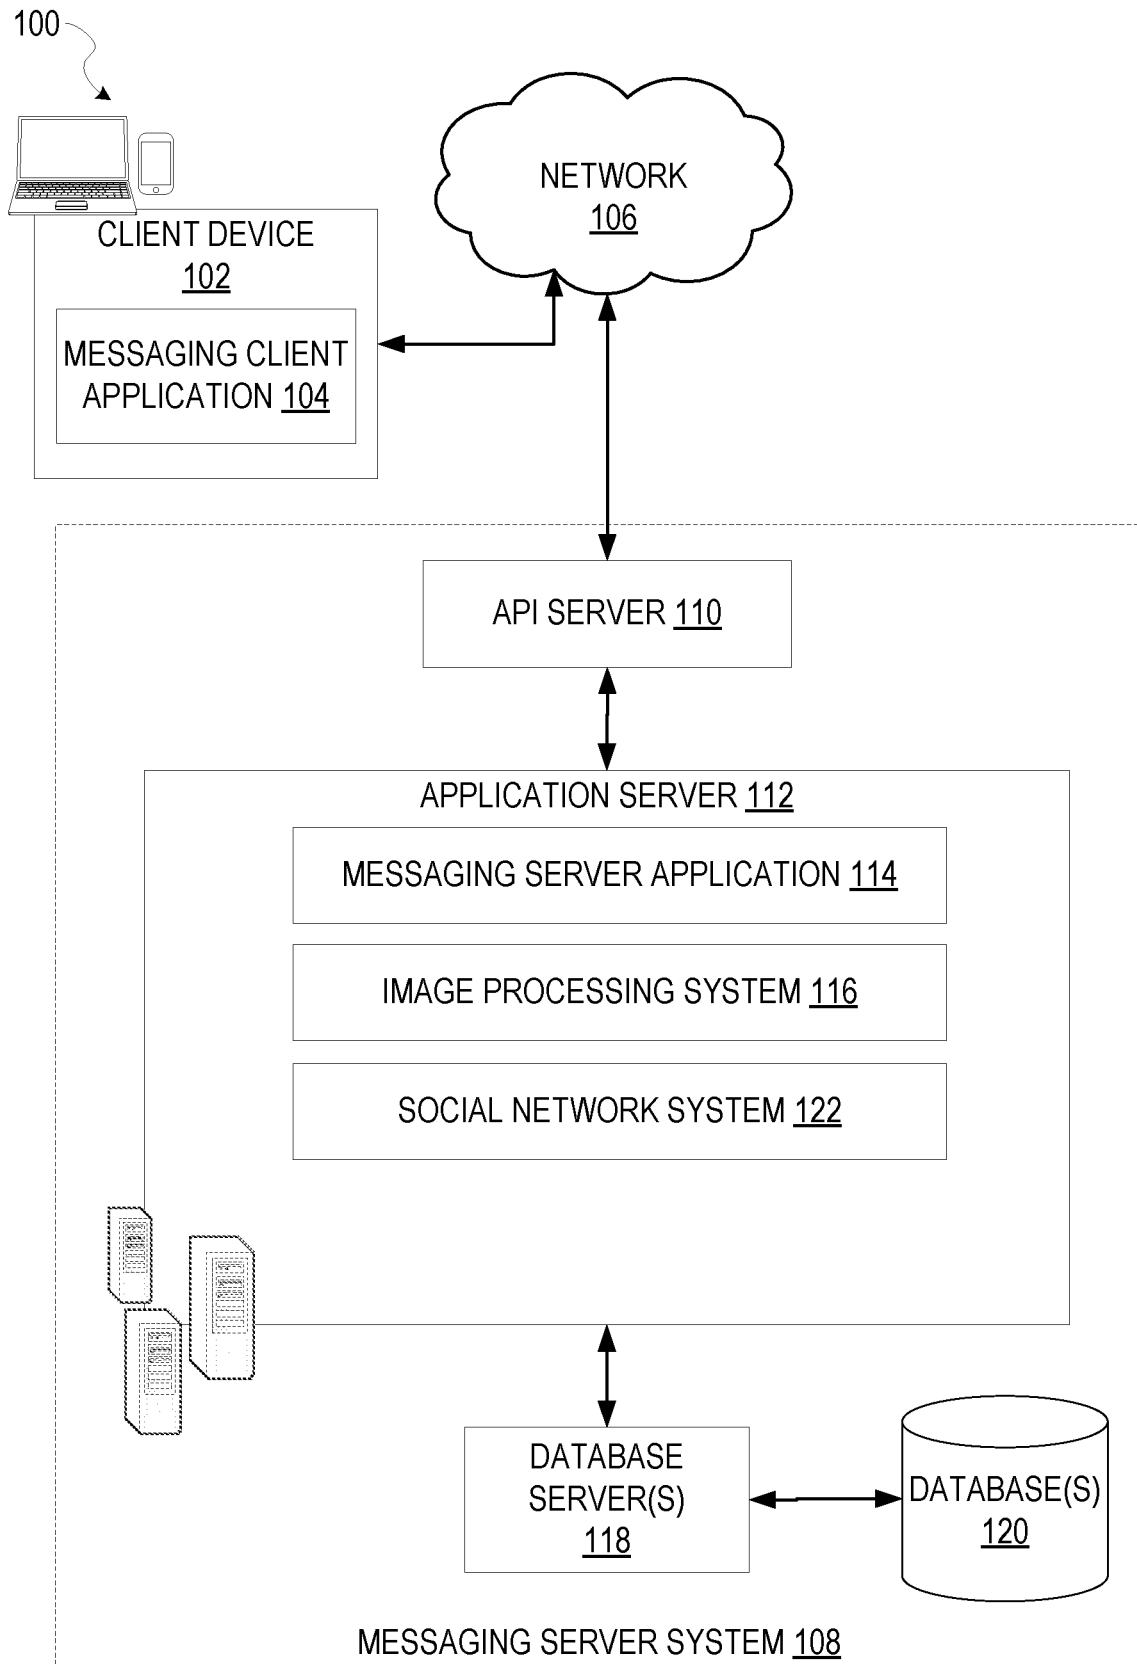 100
NETWORK
106
CLIENT DEVICE
102
MESSAGING CLIENT
APPLICATION 104
API SERVER 110
APPLICATION SERVER 112
MESSAGING SERVER APPLICATION 114
IMAGE PROCESSING SYSTEM 116
SOCIAL NETWORK SYSTEM 122
DATABASE
SERVER(S)
118
DATABASE(S)
120
MESSAGING SERVER SYSTEM 108